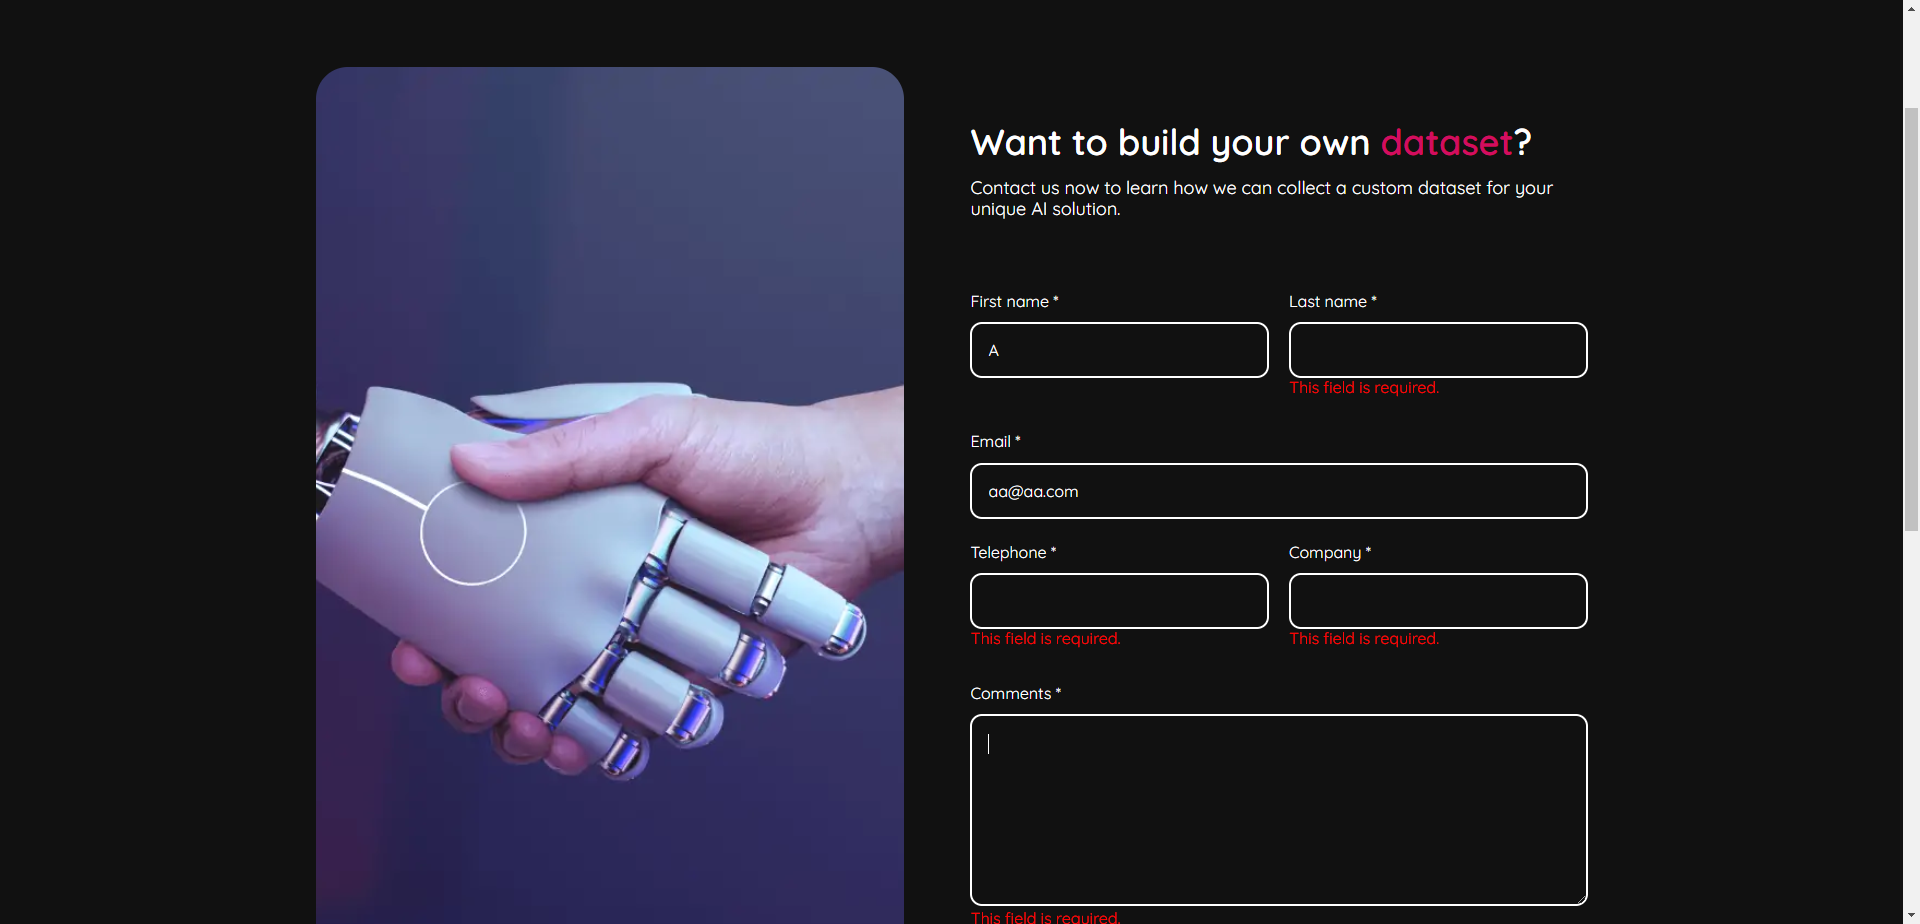 Want to build your own dataset?
Contact us now to learn how we can collect a custom dataset for your
unique AI solution.
First name *
Last name *
A
This field is required.
Email *
aa@aa.com
Telephone *
Company *
This field is required.
This field is required.
Comments *
This field is required.